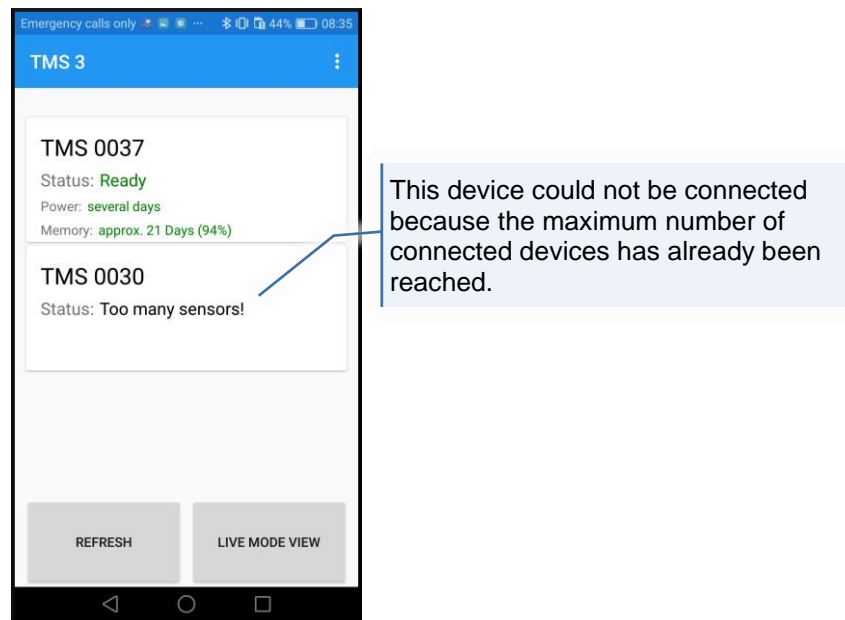 Emergency calls only ... 44% 08:35
TMS 3
TMS 0037
Status: Ready
Power: several days
Memory: approx. 21 Days (94%)
TMS 0030
Status: Too many sensors!
REFRESH
LIVE MODE VIEW
This device could not be connected
because the maximum number of
connected devices has already been
reached.